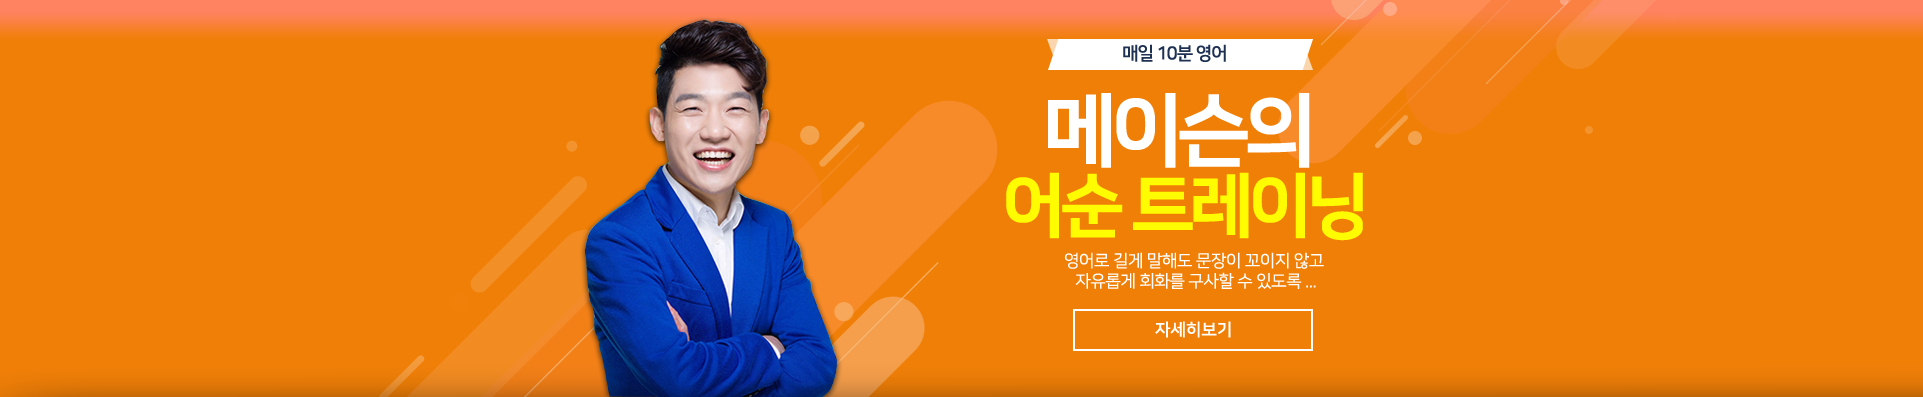 매일 10분 영어
메이슨의
어순 트레이닝
영어로 길게 말해도 문장이 꼬이지 않고
자유롭게 회화를 구사할 수 있도록 ...
자세히보기